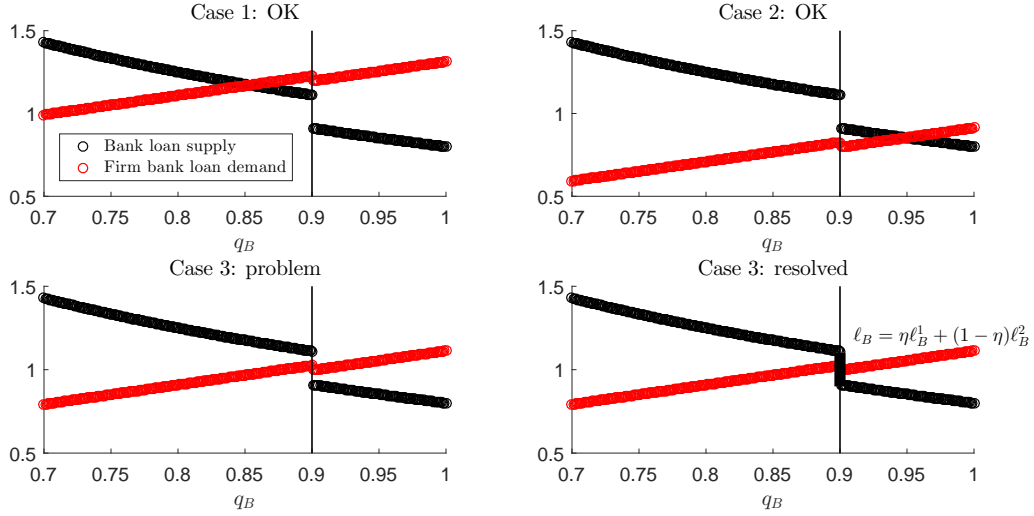 Case 1: OK
1.5
1
0.5
Bank loan supply
Firm bank loan demand
0.7 0.75 0.8 0.85 0.9 0.95 1
q_B
Case 2: OK
1.5
1
0.5
0.7 0.75 0.8 0.85 0.9 0.95 1
q_B
Case 3: problem
1.5
1
0.5
0.7 0.75 0.8 0.85 0.9 0.95 1
q_B
Case 3: resolved
1.5
ℓ_B = ηℓ_B^1 + (1 − η)ℓ_B^2
1
0.5
0.7 0.75 0.8 0.85 0.9 0.95 1
q_B